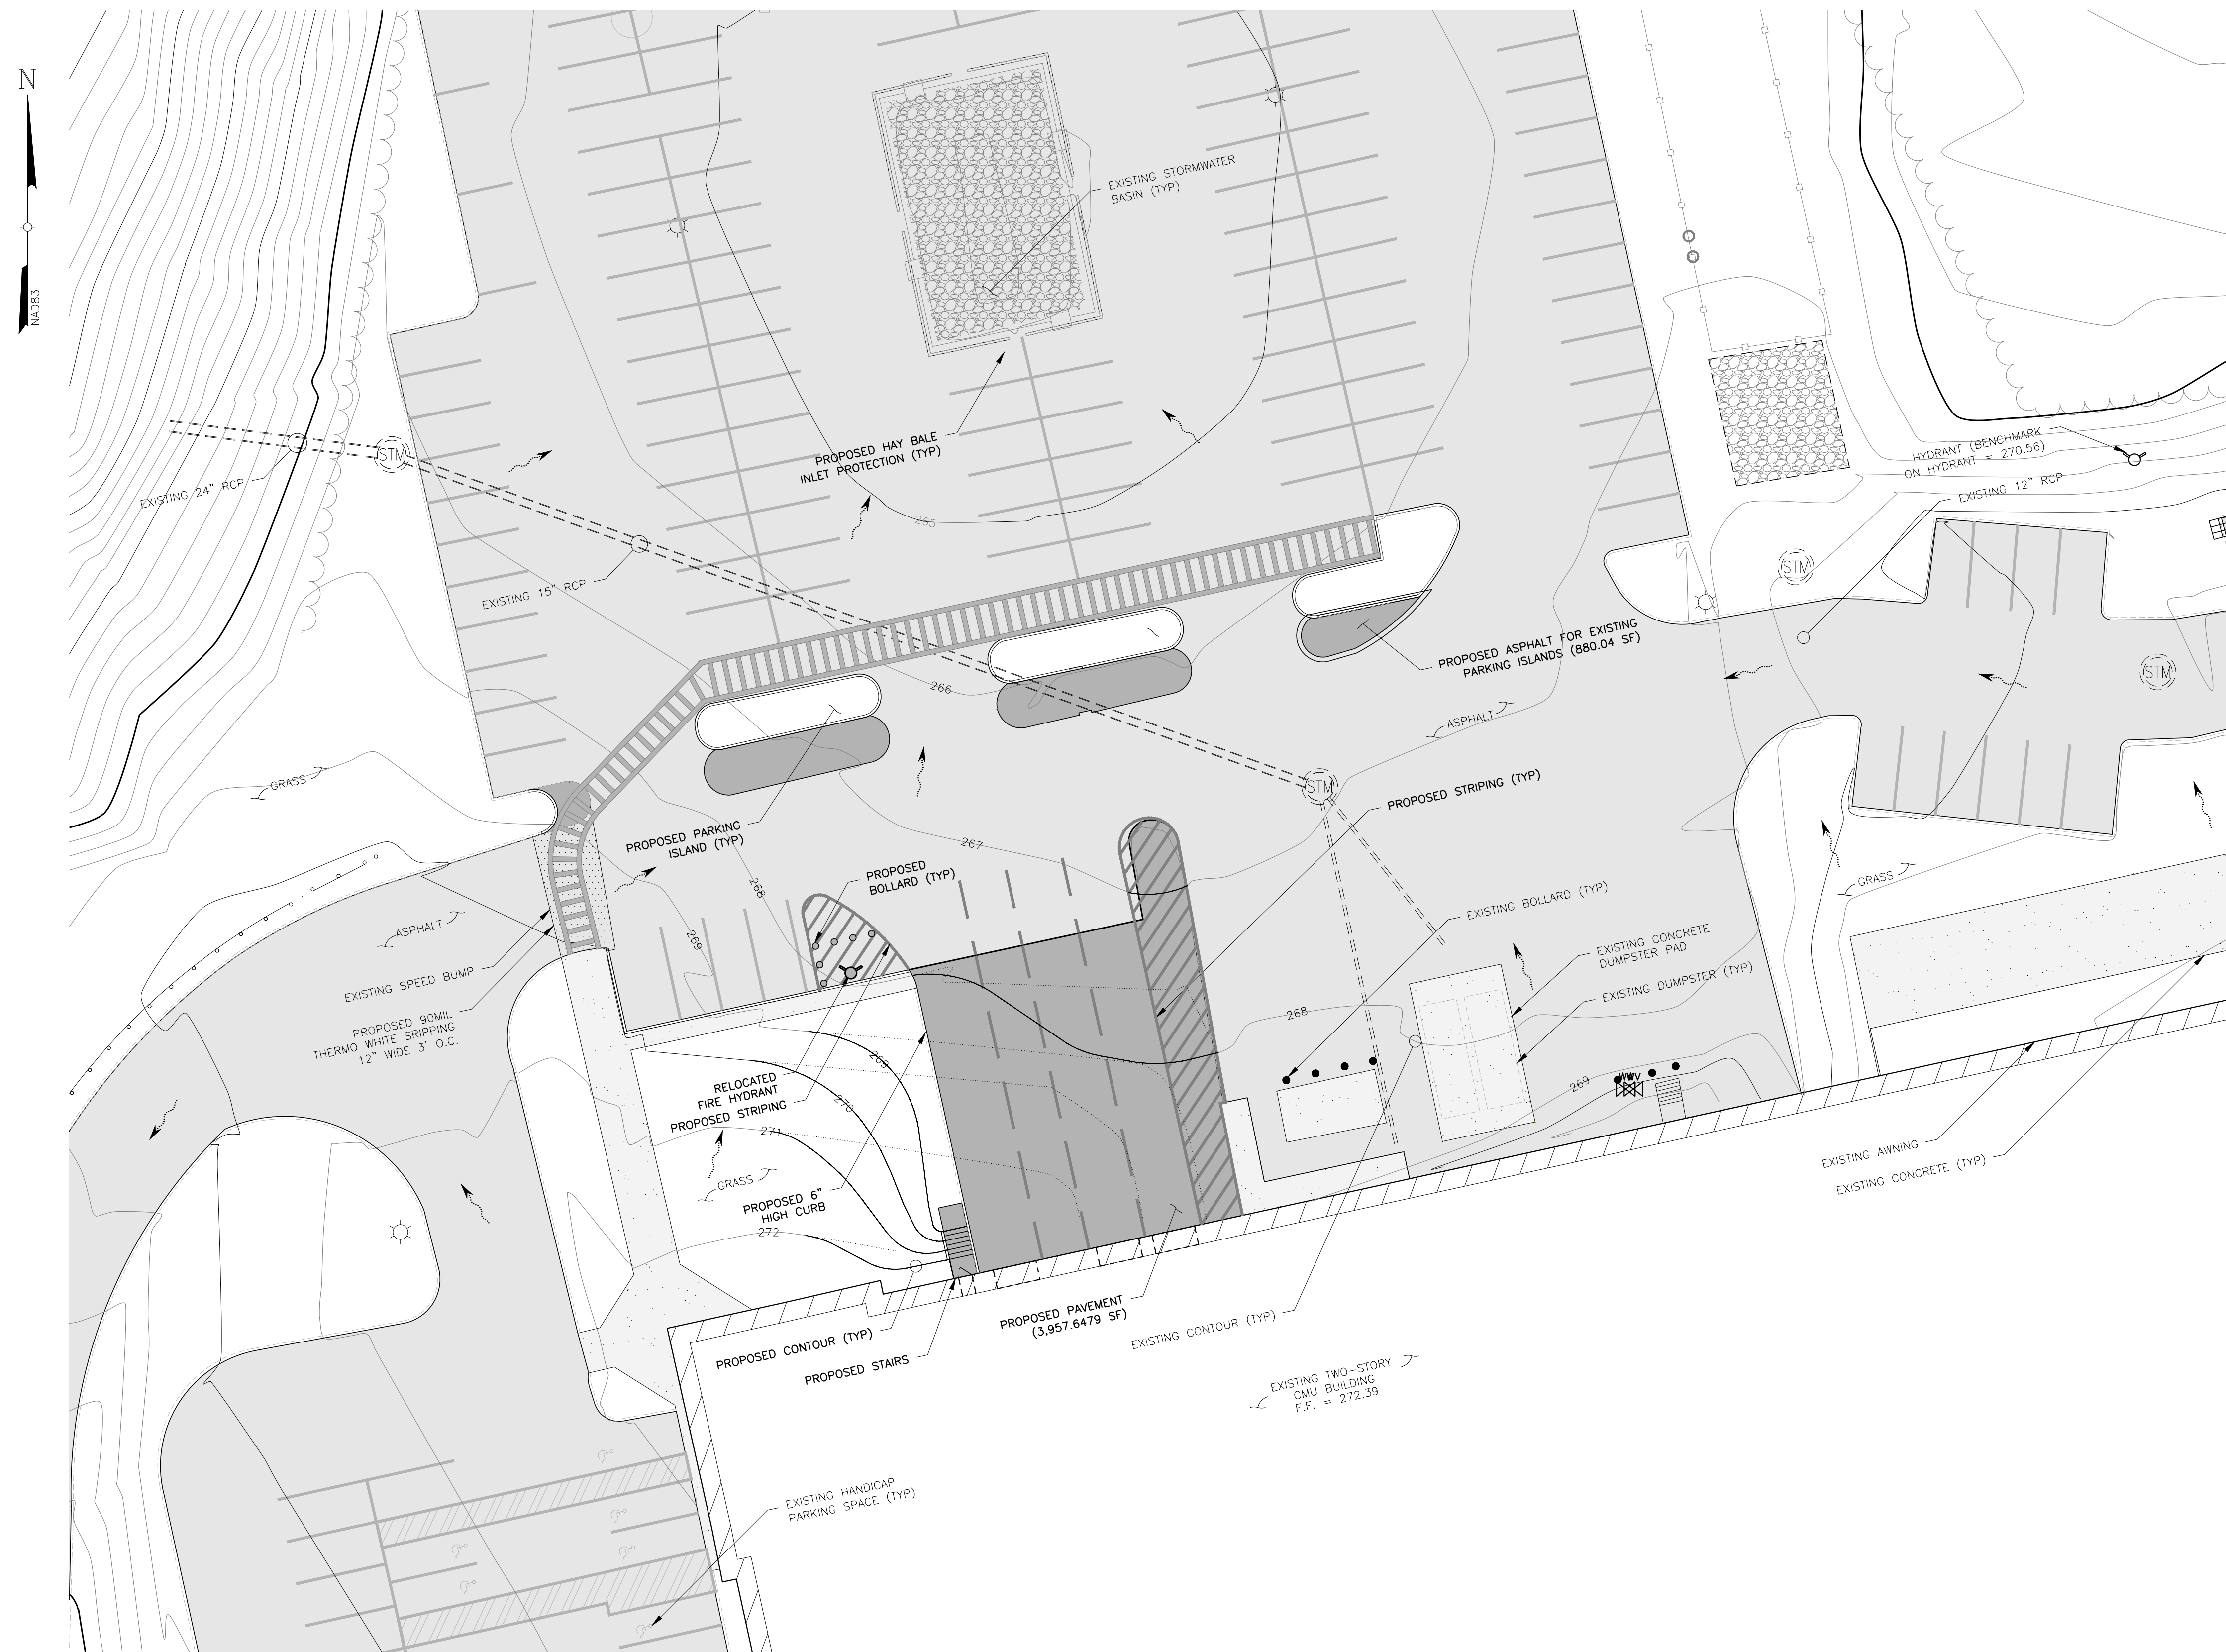 N
NAD83
EXISTING STORMWATER
BASIN (TYP)
PROPOSED HAY BALE
INLET PROTECTION (TYP)
HYDRANT (BENCHMARK
ON HYDRANT = 270.56)
EXISTING 12" RCP
STM
EXISTING 24" RCP
265
EXISTING 15" RCP
STM
PROPOSED ASPHALT FOR EXISTING
PARKING ISLANDS (880.04 SF)
STM
266
ASPHALT
GRASS
STM
PROPOSED STRIPING (TYP)
PROPOSED PARKING
ISLAND (TYP)
267
PROPOSED
BOLLARD (TYP)
268
GRASS
ASPHALT
269
EXISTING BOLLARD (TYP)
EXISTING CONCRETE
DUMPSTER PAD
EXISTING SPEED BUMP
EXISTING DUMPSTER (TYP)
268
PROPOSED 90MIL
THERMO WHITE SRIPPING
12" WIDE 3' O.C.
269
RELOCATED
FIRE HYDRANT
PROPOSED STRIPING
270
269
WV
WV
271
GRASS
PROPOSED 6"
HIGH CURB
272
EXISTING AWNING
EXISTING CONCRETE (TYP)
PROPOSED PAVEMENT
(3,957.6479 SF)
EXISTING CONTOUR (TYP)
PROPOSED CONTOUR (TYP)
PROPOSED STAIRS
EXISTING TWO-STORY
CMU BUILDING
F.F. = 272.39
EXISTING HANDICAP
PARKING SPACE (TYP)